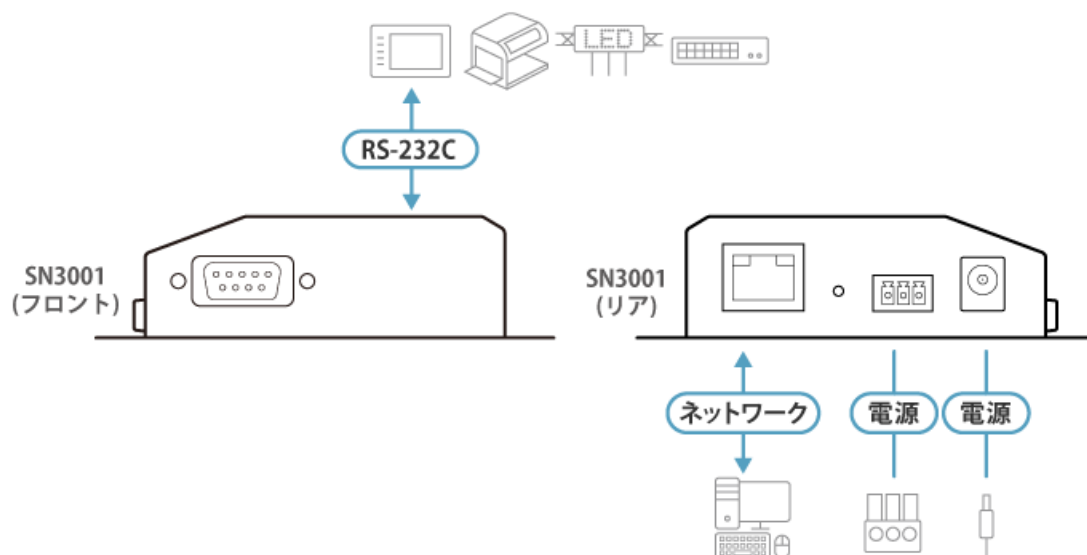 LED
RS-232C
SN3001
(フロント)
SN3001
(リア)
ネットワーク
電源
電源